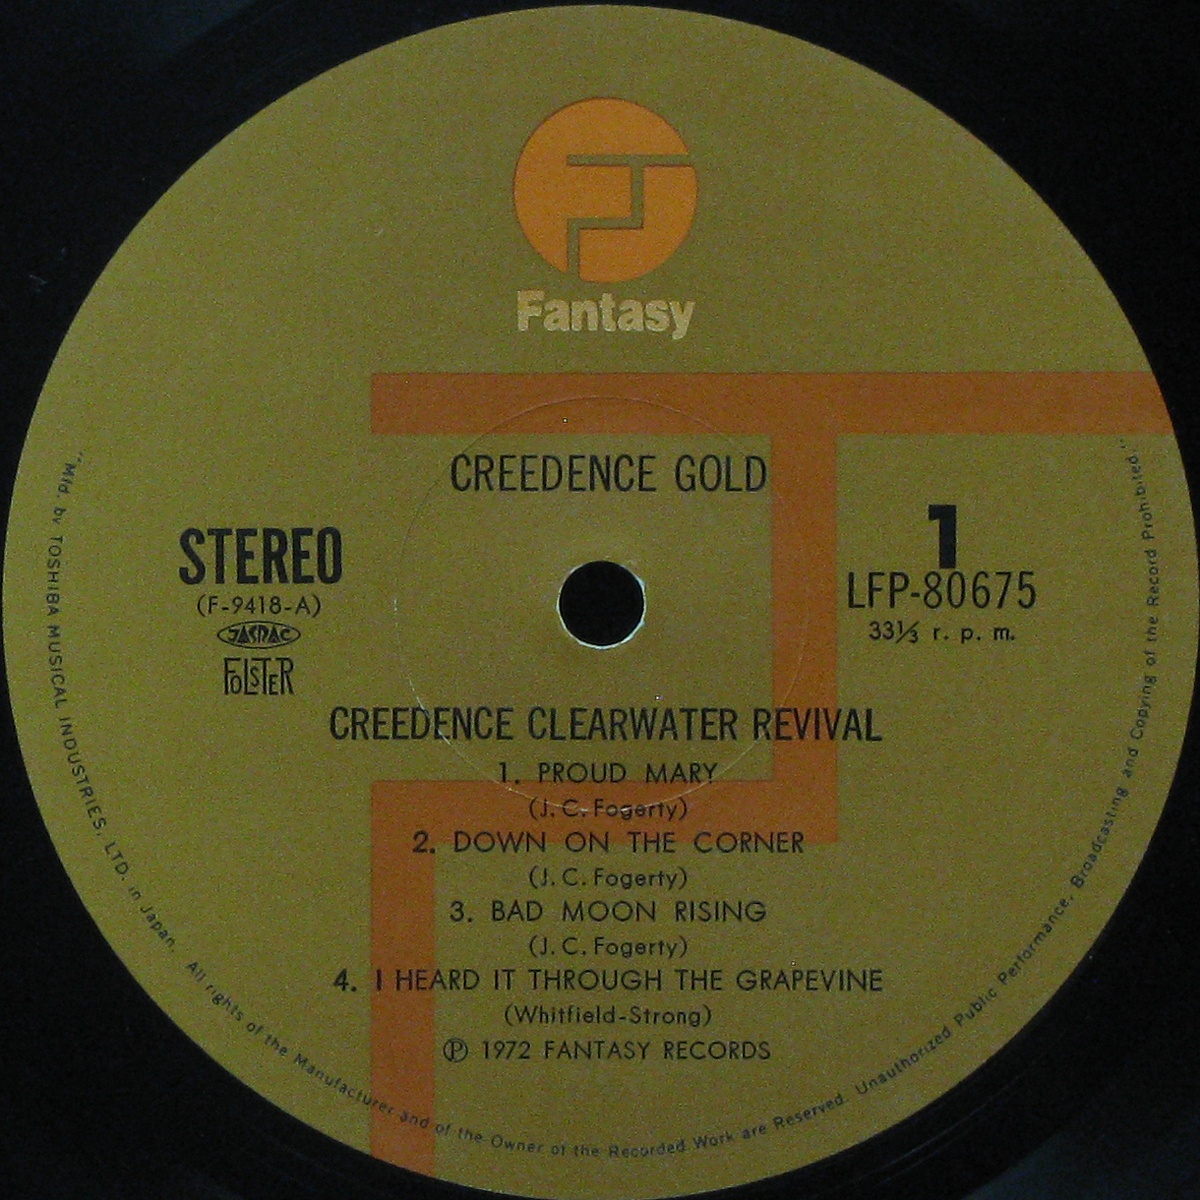 Fantasy
CREEDENCE GOLD
STEREO
(F-9418-A)
JASRAC
FOLSTER
1
LFP-80675
33⅓ r. p. m.
CREEDENCE CLEARWATER REVIVAL
1. PROUD MARY
(J. C. Fogerty)
2. DOWN ON THE CORNER
(J. C. Fogerty)
3. BAD MOON RISING
(J. C. Fogerty)
4. I HEARD IT THROUGH THE GRAPEVINE
(Whitfield-Strong)
Ⓟ 1972 FANTASY RECORDS
"Mfd. by TOSHIBA MUSICAL INDUSTRIES, LTD. in Japan. All rights of the Manufacturer and of the Owner of the Recorded Work are Reserved. Unauthorized Public Performance, Broadcasting and Copying of the Record Prohibited."